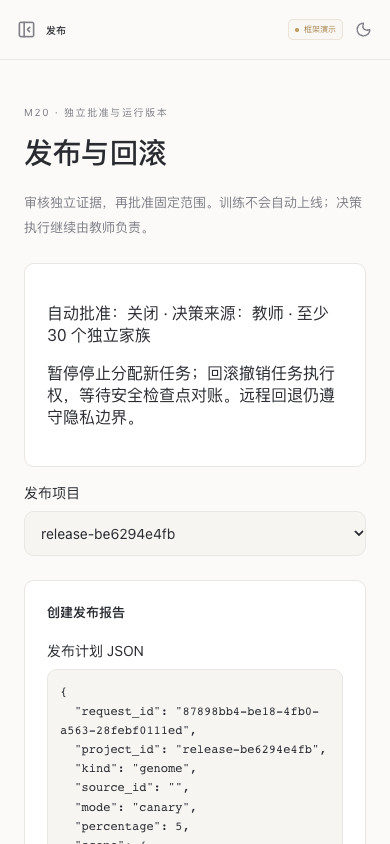 发布
框架演示
M20 · 独立批准与运行版本
发布与回滚
审核独立证据，再批准固定范围。训练不会自动上线；决策
执行继续由教师负责。
自动批准：关闭 · 决策来源：教师 · 至少
30 个独立家族
暂停停止分配新任务；回滚撤销任务执行
权，等待安全检查点对账。远程回退仍遵
守隐私边界。
发布项目
release-be6294e4fb
创建发布报告
发布计划 JSON
{
"request_id": "87898bb4-be18-4fb0-
a563-28febf0111ed",
"project_id": "release-be6294e4fb",
"kind": "genome",
"source_id": "",
"mode": "canary",
"percentage": 5,